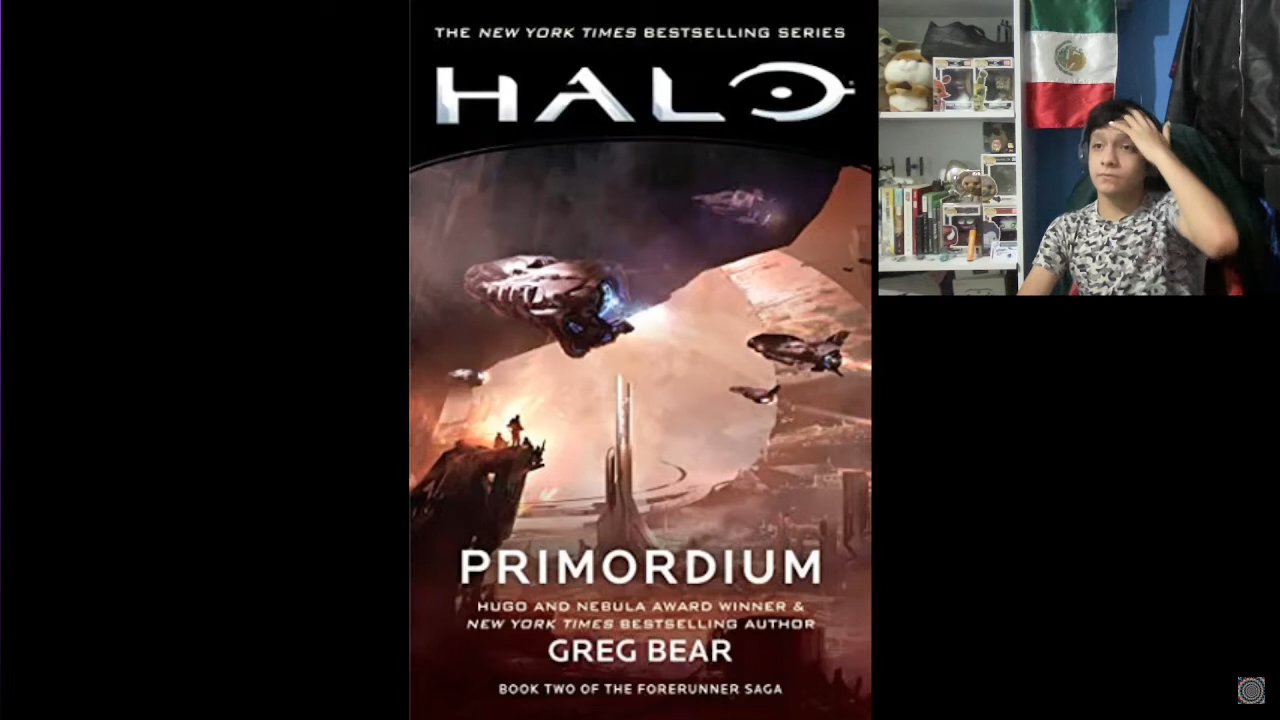 THE NEW YORK TIMES BESTSELLING SERIES
HALO
PRIMORDIUM
HUGO AND NEBULA AWARD WINNER &
NEW YORK TIMES BESTSELLING AUTHOR
GREG BEAR
BOOK TWO OF THE FORERUNNER SAGA